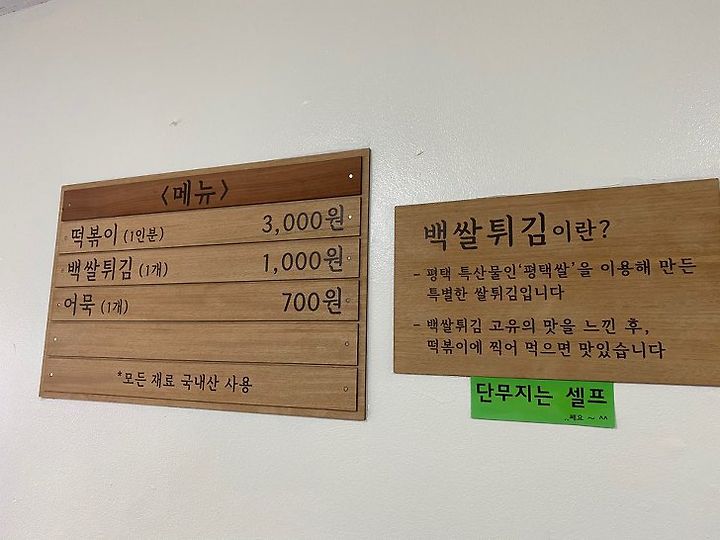 <메뉴>
떡볶이 (1인분) 3,000원
백쌀튀김 (1개) 1,000원
어묵 (1개) 700원
*모든 재료 국내산 사용
백쌀튀김이란?
- 평택 특산물인'평택쌀'을 이용해 만든
특별한 쌀튀김입니다
- 백쌀튀김 고유의 맛을 느낀 후,
떡볶이에 찍어 먹으면 맛있습니다
단무지는 셀프
..쎄요 ~ ^^